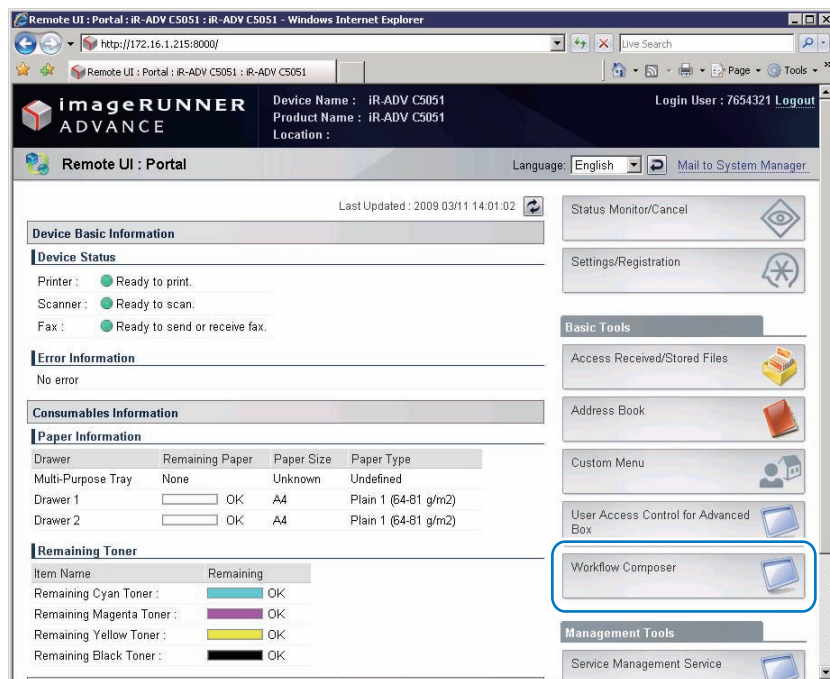 Remote UI : Portal : iR-ADV C5051 : iR-ADV C5051 - Windows Internet Explorer
http://172.16.1.215:8000/
Live Search
Remote UI : Portal : iR-ADV C5051 : iR-ADV C5051
Page
Tools
imageRUNNER
ADVANCE
Device Name : iR-ADV C5051
Product Name : iR-ADV C5051
Location :
Login User : 7654321 Logout
Remote UI : Portal
Language: English
Mail to System Manager
Last Updated : 2009 03/11 14:01:02
Device Basic Information
Device Status
Printer : Ready to print.
Scanner : Ready to scan.
Fax : Ready to send or receive fax.
Error Information
No error
Consumables Information
Paper Information
Drawer Remaining Paper Paper Size Paper Type
Multi-Purpose Tray None Unknown Undefined
Drawer 1 OK A4 Plain 1 (64-81 g/m2)
Drawer 2 OK A4 Plain 1 (64-81 g/m2)
Remaining Toner
Item Name Remaining
Remaining Cyan Toner : OK
Remaining Magenta Toner : OK
Remaining Yellow Toner : OK
Remaining Black Toner : OK
Status Monitor/Cancel
Settings/Registration
Basic Tools
Access Received/Stored Files
Address Book
Custom Menu
User Access Control for Advanced
Box
Workflow Composer
Management Tools
Service Management Service